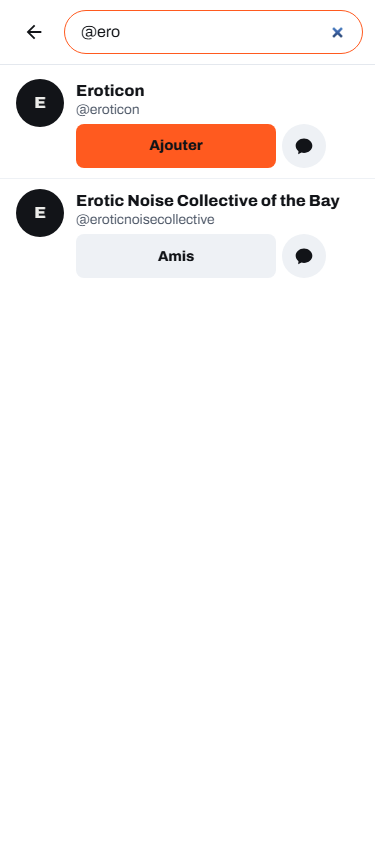 @ero
E
Eroticon
@eroticon
Ajouter
E
Erotic Noise Collective of the Bay
@eroticnoisecollective
Amis